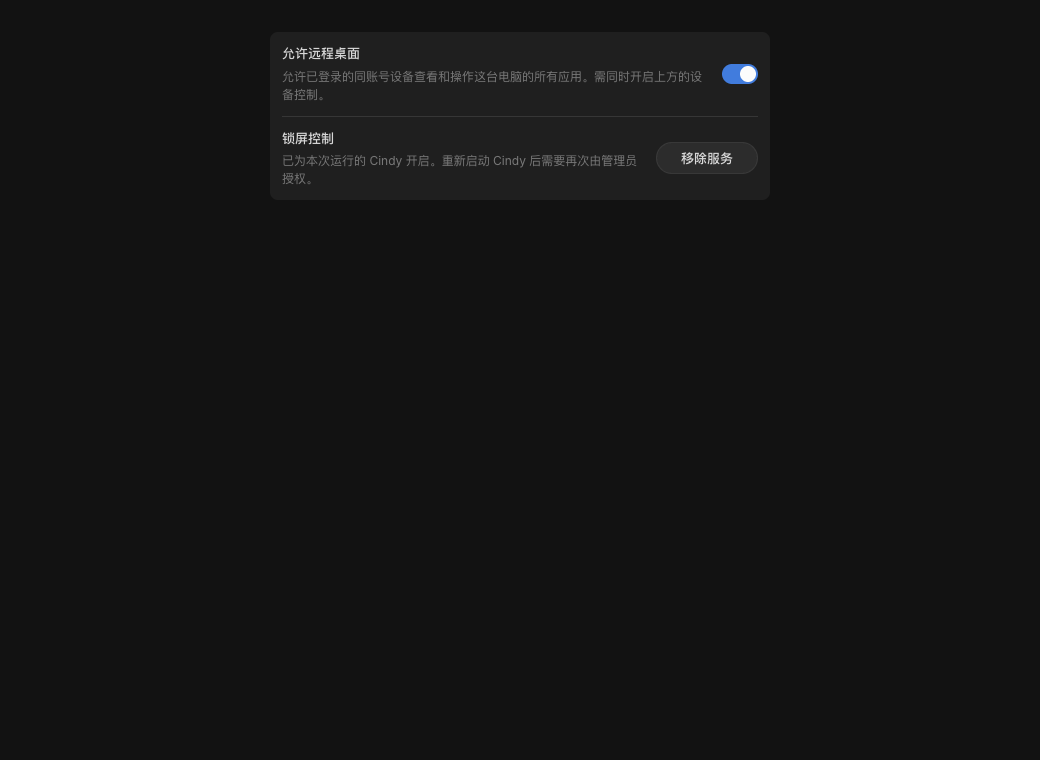 允许远程桌面
允许已登录的同账号设备查看和操作这台电脑的所有应用。需同时开启上方的设
备控制。
锁屏控制
已为本次运行的 Cindy 开启。重新启动 Cindy 后需要再次由管理员
授权。
移除服务